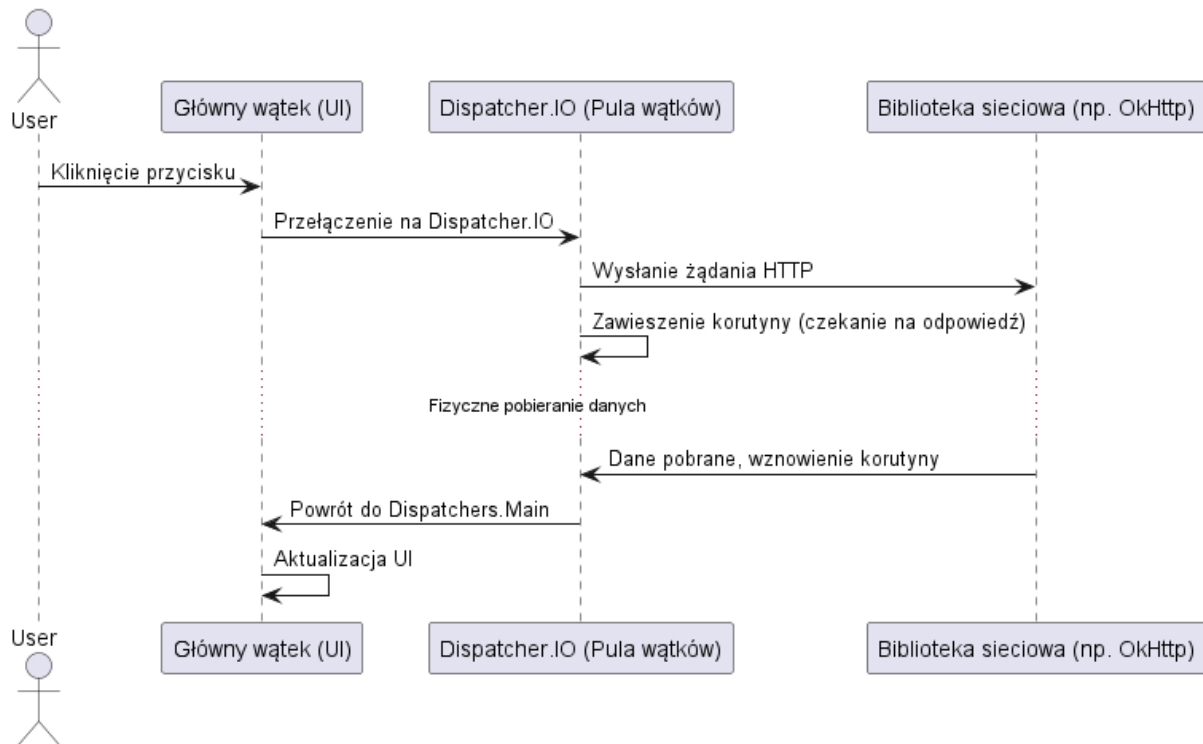 User
Główny wątek (UI)
Dispatcher.IO (Pula wątków)
Biblioteka sieciowa (np. OkHttp)
Kliknięcie przycisku
Przełączenie na Dispatcher.IO
Wysłanie żądania HTTP
Zawieszenie korutyny (czekanie na odpowiedź)
Fizyczne pobieranie danych
Dane pobrane, wznowienie korutyny
Powrót do Dispatchers.Main
Aktualizacja UI
User
Główny wątek (UI)
Dispatcher.IO (Pula wątków)
Biblioteka sieciowa (np. OkHttp)